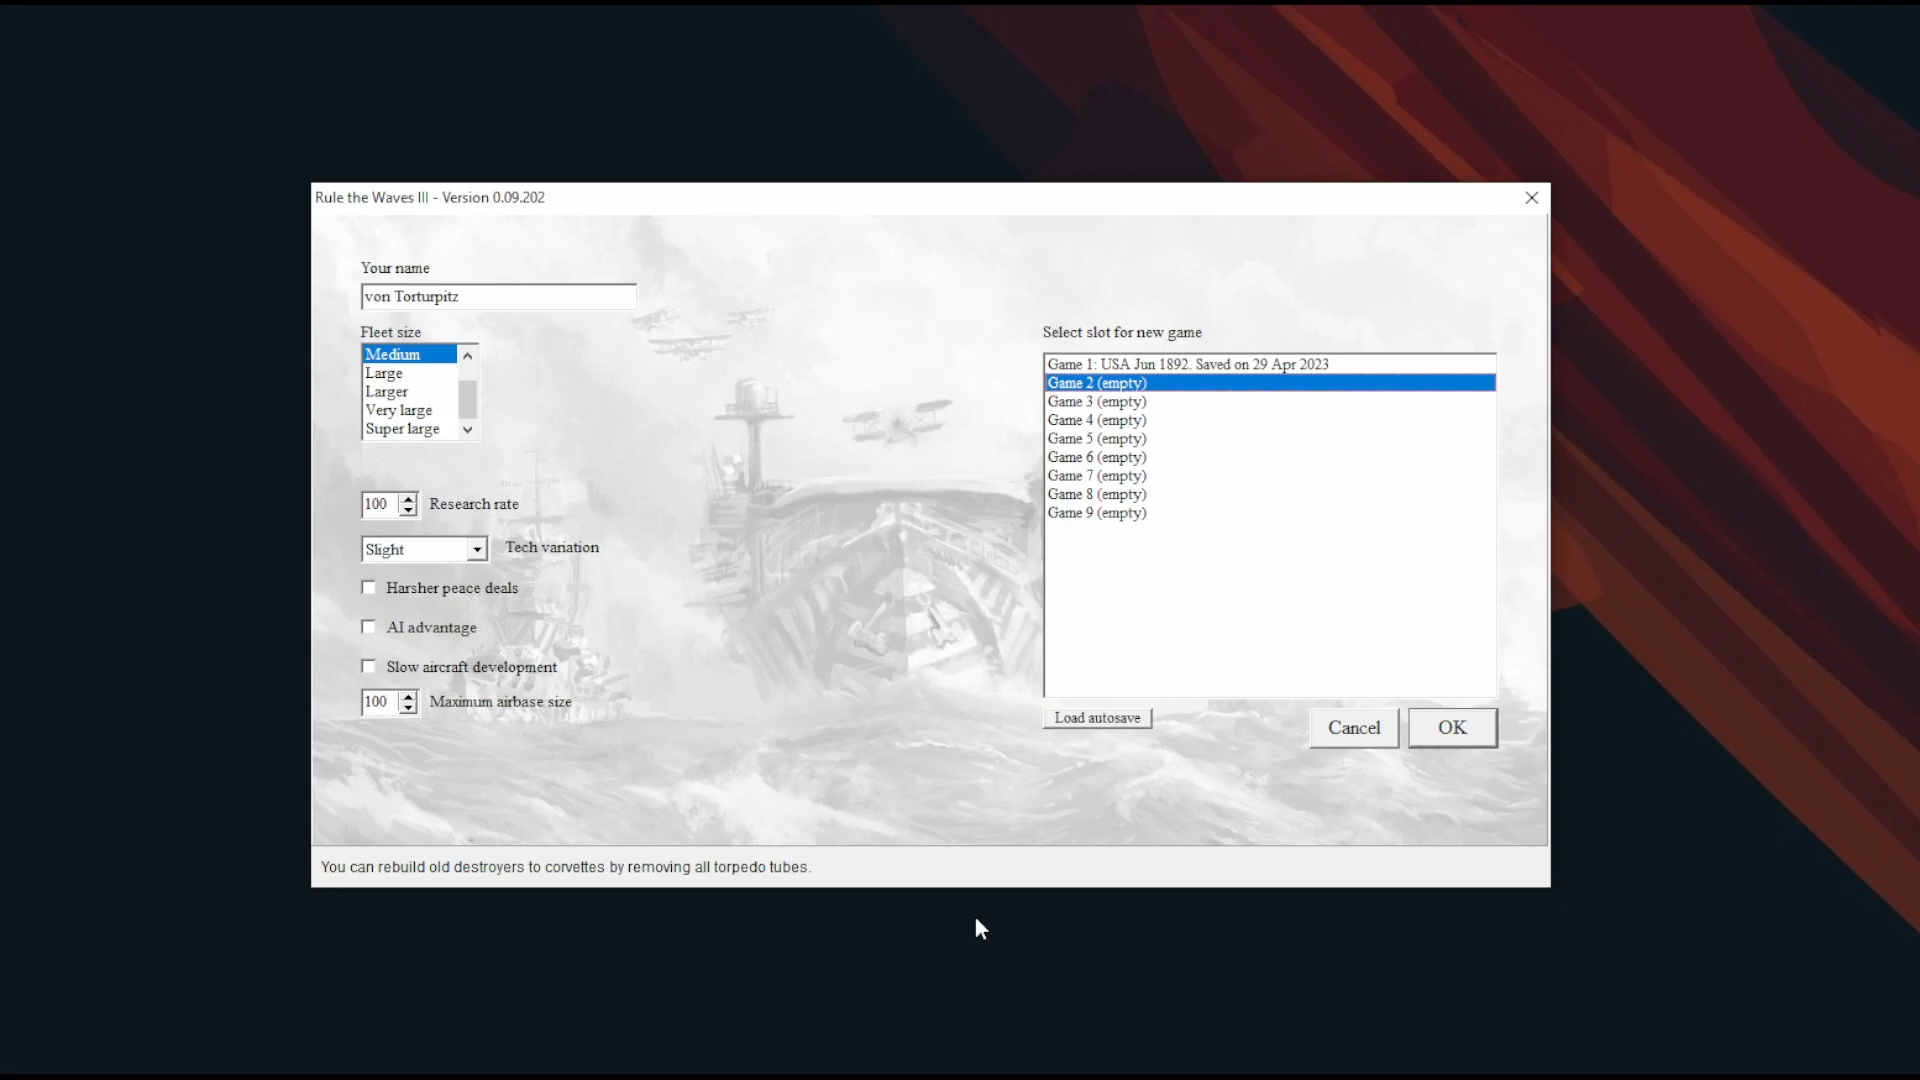 Rule the Waves III - Version 0.09.202
Your name
von Torturpitz
Fleet size
Medium
Large
Larger
Very large
Super large
100 Research rate
Slight Tech variation
Harsher peace deals
AI advantage
Slow aircraft development
100 Maximum airbase size
Select slot for new game
Game 1: USA Jun 1892. Saved on 29 Apr 2023
Game 2 (empty)
Game 3 (empty)
Game 4 (empty)
Game 5 (empty)
Game 6 (empty)
Game 7 (empty)
Game 8 (empty)
Game 9 (empty)
Load autosave
Cancel
OK
You can rebuild old destroyers to corvettes by removing all torpedo tubes.